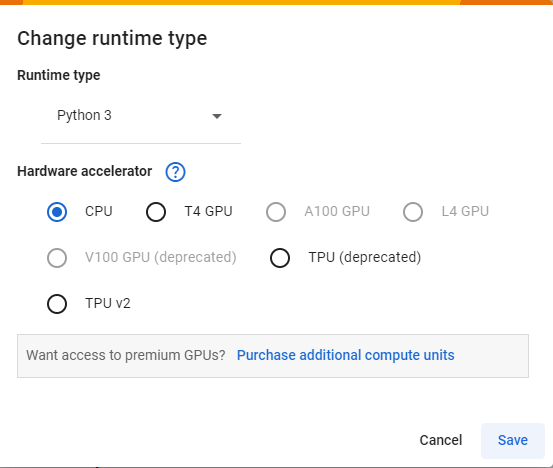 Change runtime type
Runtime type
Python 3
Hardware accelerator ?
CPU T4 GPU A100 GPU L4 GPU
V100 GPU (deprecated) TPU (deprecated)
TPU v2
Want access to premium GPUs? Purchase additional compute units
Cancel Save